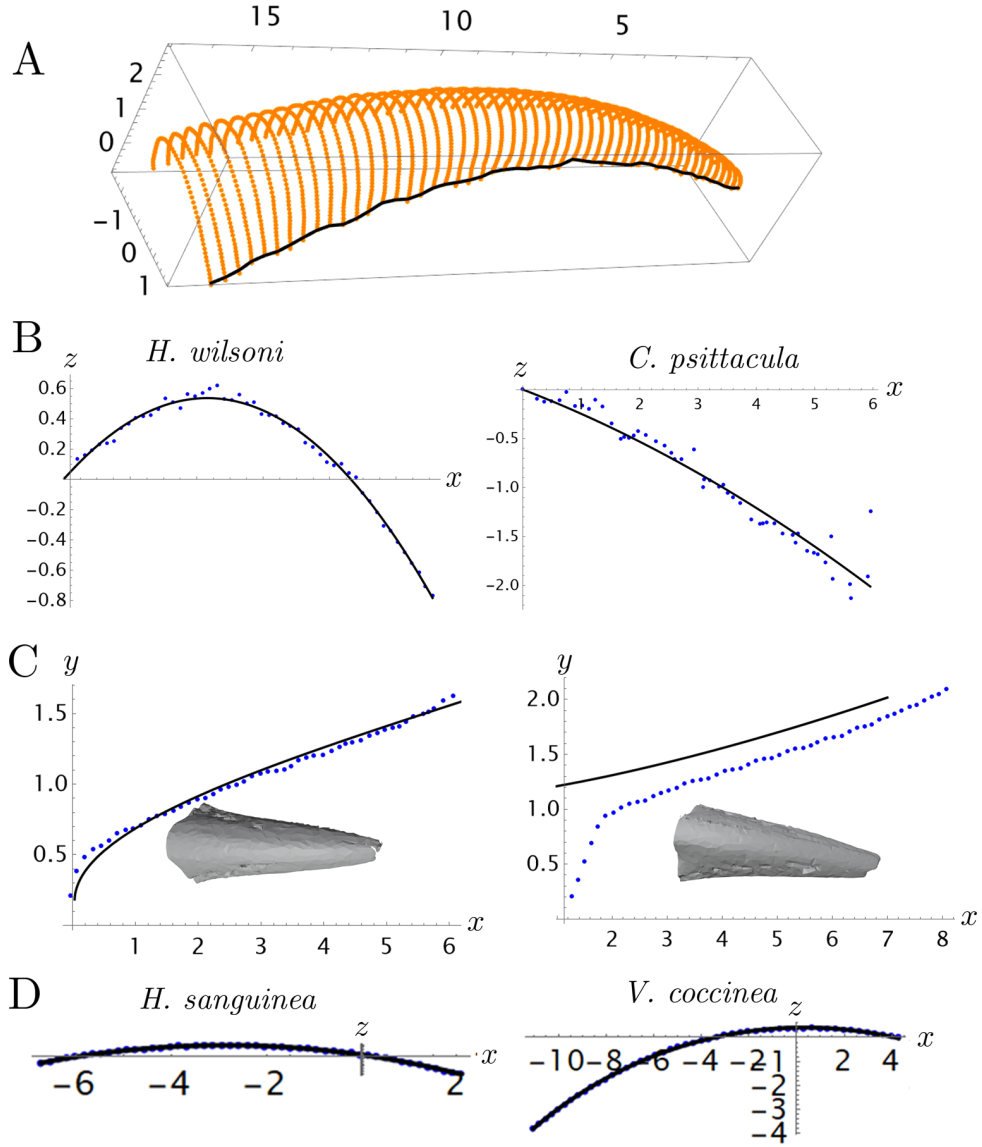 A
15 10 5
2
1
0
−1
0
1
B
H. wilsoni
z
0.6
0.4
0.2
x
−0.2
−0.4
−0.6
−0.8
C. psittacula
z
x
1 2 3 4 5 6
−0.5
−1.0
−1.5
−2.0
C
y
1.5
1.0
0.5
1 2 3 4 5 6
x
y
2.0
1.5
1.0
0.5
2 3 4 5 6 7 8
x
D
H. sanguinea
z
x
−6 −4 −2 2
V. coccinea
z
x
−10 −8 −6 −4 −2 2 4
−1
−2
−3
−4